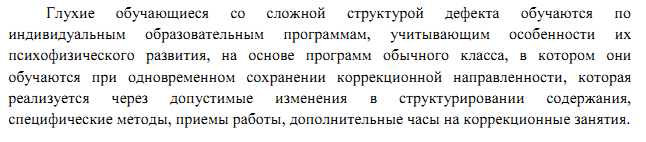 Глухие обучающиеся со сложной структурой дефекта обучаются по
индивидуальным образовательным программам, учитывающим особенности их
психофизического развития, на основе программ обычного класса, в котором они
обучаются при одновременном сохранении коррекционной направленности, которая
реализуется через допустимые изменения в структурировании содержания,
специфические методы, приемы работы, дополнительные часы на коррекционные занятия.